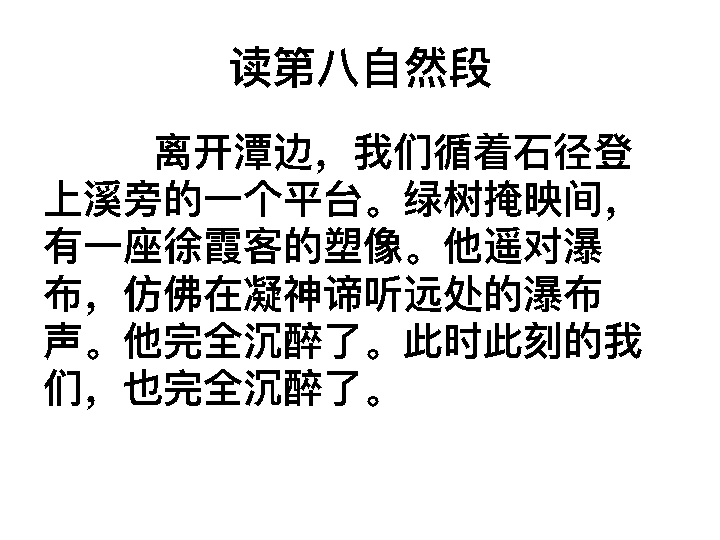 读第八自然段
离开潭边，我们循着石径登
上溪旁的一个平台。绿树掩映间，
有一座徐霞客的塑像。他遥对瀑
布，仿佛在凝神谛听远处的瀑布
声。他完全沉醉了。此时此刻的我
们，也完全沉醉了。